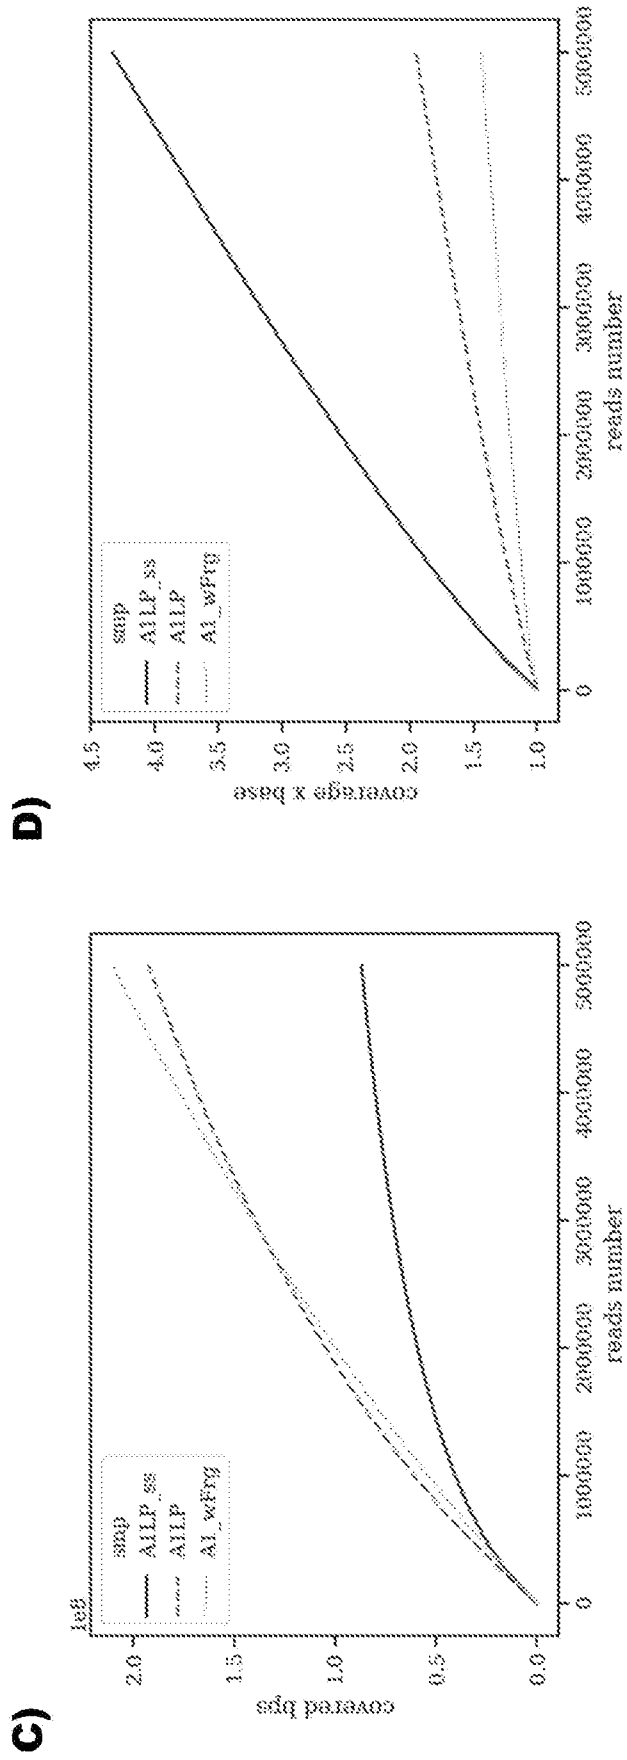 C)
1e8
smp
A1LP_ss
A1LP
A1_wFrg
covered bps
2.0
1.5
1.0
0.5
0.0
0
1000000
2000000
3000000
4000000
5000000
reads number
D)
smp
A1LP_ss
A1LP
A1_wFrg
coverage x base
4.5
4.0
3.5
3.0
2.5
2.0
1.5
1.0
0
1000000
2000000
3000000
4000000
5000000
reads number